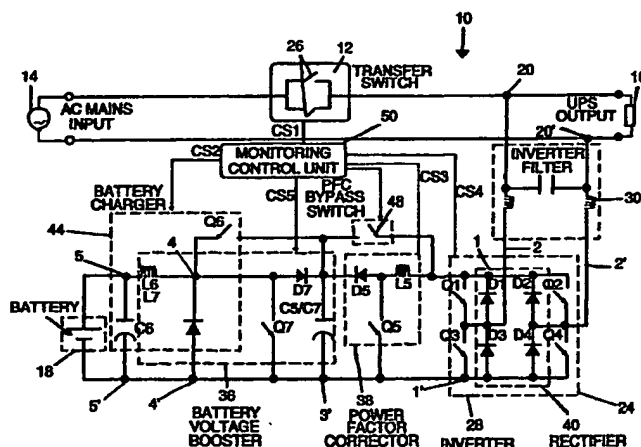 10
26
12
14
TRANSFER SWITCH
20
16
AC MAINS INPUT
50
UPS OUTPUT
CS1
20'
CS2
MONITORING CONTROL UNIT
CS3
INVERTER FILTER
BATTERY CHARGER
CS5
PFC BYPASS SWITCH
48
CS4
30
44
Q6
5
4
1
2
2'
L6
L7
D7
D5
L5
Q1
D1
D2
Q2
BATTERY
C6
Q7
C5/C7
Q5
Q3
D3
D4
Q4
18
5'
4'
36
3'
38
1'
28
40
24
BATTERY VOLTAGE BOOSTER
POWER FACTOR CORRECTOR
INVERTER
RECTIFIER